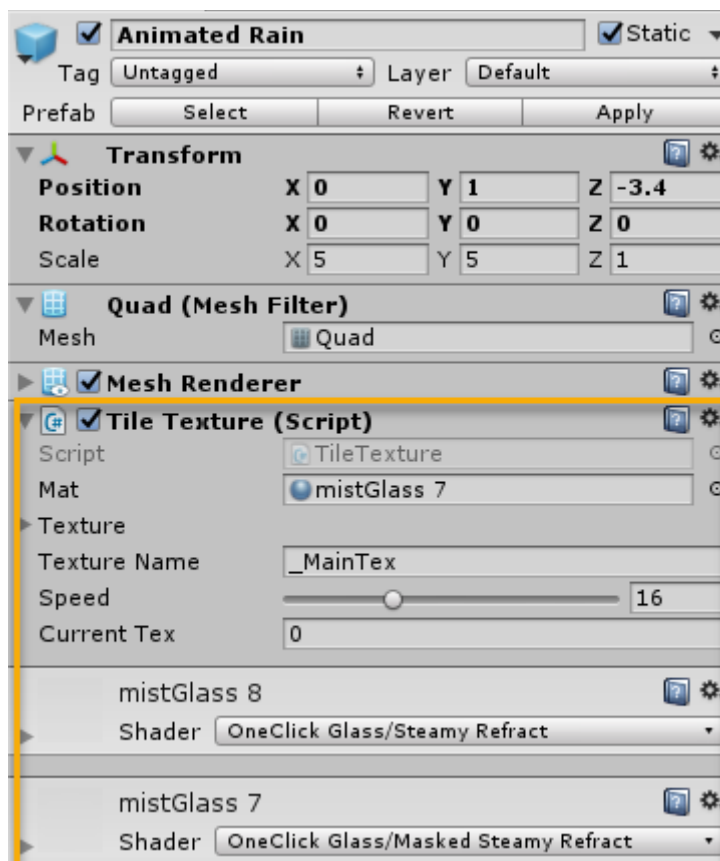 Animated Rain Static
Tag Untagged Layer Default
Prefab Select Revert Apply
Transform
Position X 0 Y 1 Z -3.4
Rotation X 0 Y 0 Z 0
Scale X 5 Y 5 Z 1
Quad (Mesh Filter)
Mesh Quad
Mesh Renderer
Tile Texture (Script)
Script TileTexture
Mat mistGlass 7
Texture
Texture Name _MainTex
Speed 16
Current Tex 0
mistGlass 8
Shader OneClick Glass/Steamy Refract
mistGlass 7
Shader OneClick Glass/Masked Steamy Refract